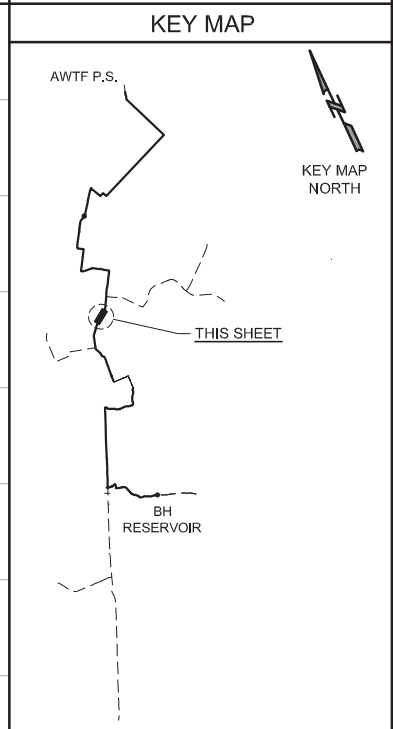 KEY MAP
AWTF P.S.
KEY MAP
NORTH
THIS SHEET
BH
RESERVOIR